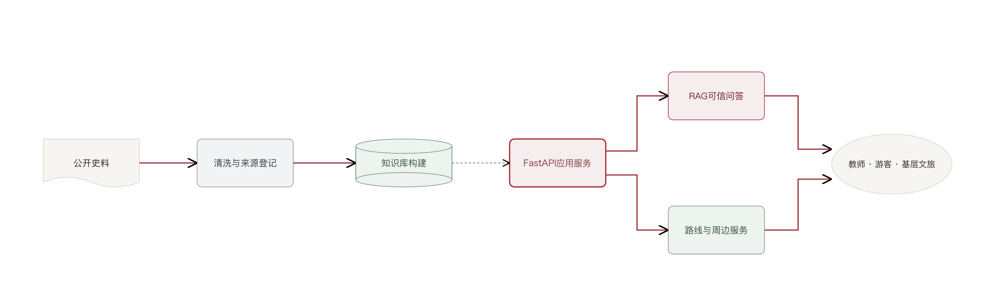 公开史料
清洗与来源登记
知识库构建
FastAPI应用服务
RAG可信问答
路线与周边服务
教师 · 游客 · 基层文旅